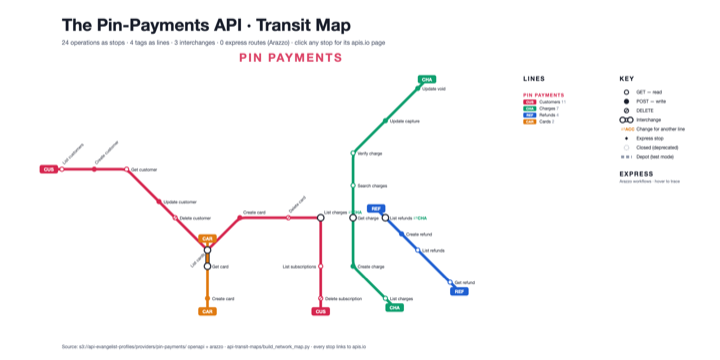 The Pin-Payments API · Transit Map
24 operations as stops · 4 tags as lines · 3 interchanges · 0 express routes (Arazzo) · click any stop for its apis.io page
PIN PAYMENTS
LINES
PIN PAYMENTS
CUS Customers 11
CHA Charges 7
REF Refunds 4
CAR Cards 2
KEY
GET — read
POST — write
DELETE
Interchange
Change for another line
Express stop
Closed (deprecated)
Depot (test mode)
EXPRESS
Arazzo workflows · hover to trace
CHA
Update void
Update capture
Verify charge
Search charges
CUS
List customers
Create customer
Get customer
Update customer
Delete customer
CAR
Get card
Create card
CAR
Create card
Delete card
List charges
CHA
List subscriptions
Delete subscription
CUS
REF
Get charge
List refunds
CHA
Create refund
List refunds
Get refund
REF
Create charge
List charges
CHA
Source: s3://api-evangelist-profiles/providers/pin-payments/ openapi + arazzo · api-transit-maps/build_network_map.py · every stop links to apis.io